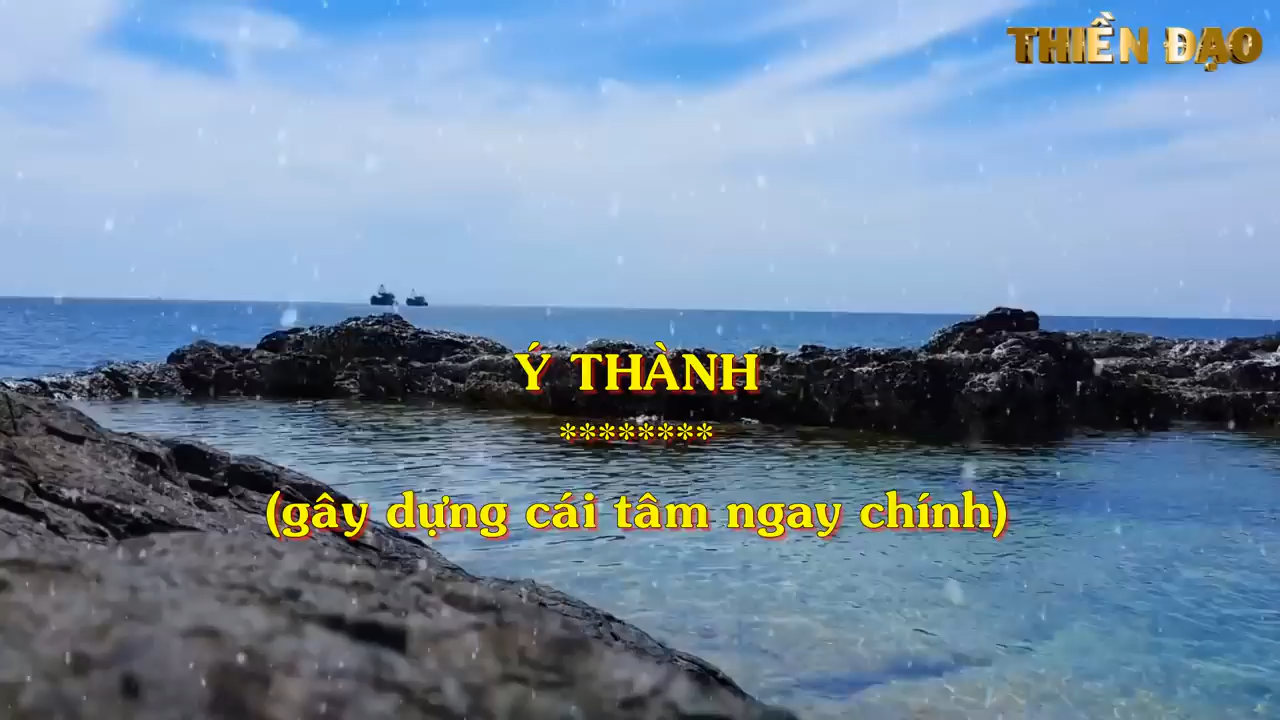 THIỀN ĐẠO
Ý THÀNH
********
(gây dựng cái tâm ngay chính)